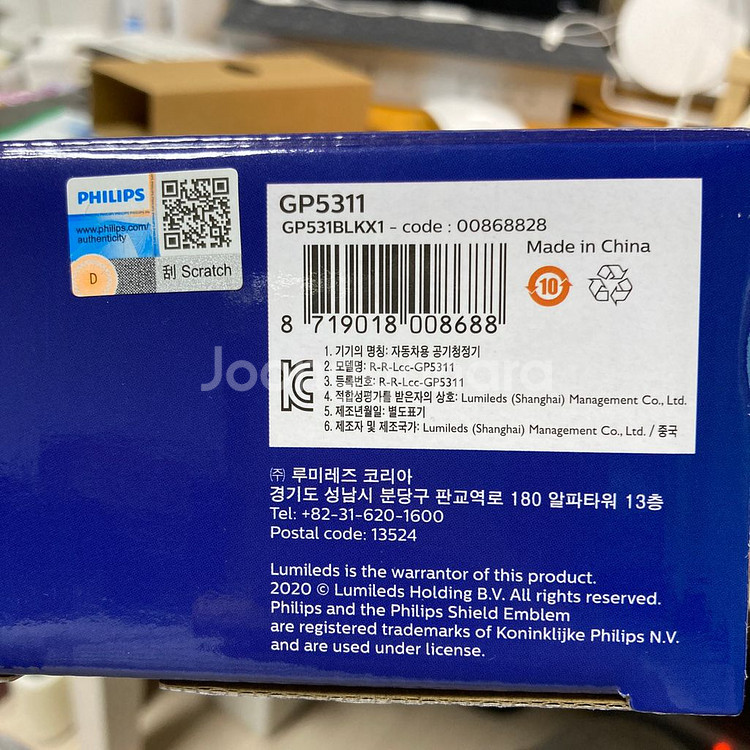 PHILIPS
www.philips.com/
authenticity
D
刮 Scratch
GP5311
GP531BLKX1 - code : 00868828
Made in China
10
8 719018 008688
1. 기기의 명칭: 자동차용 공기청정기
2. 모델명: R-R-Lcc-GP5311
3. 등록번호: R-R-Lcc-GP5311
4. 적합성평가를 받은자의 상호: Lumileds (Shanghai) Management Co., Ltd.
5. 제조년월일: 별도표기
6. 제조자 및 제조국가: Lumileds (Shanghai) Management Co., Ltd. / 중국
㈜ 루미레즈 코리아
경기도 성남시 분당구 판교역로 180 알파타워 13층
Tel: +82-31-620-1600
Postal code: 13524
Lumileds is the warrantor of this product.
2020 © Lumileds Holding B.V. All rights reserved.
Philips and the Philips Shield Emblem
are registered trademarks of Koninklijke Philips N.V.
and are used under license.